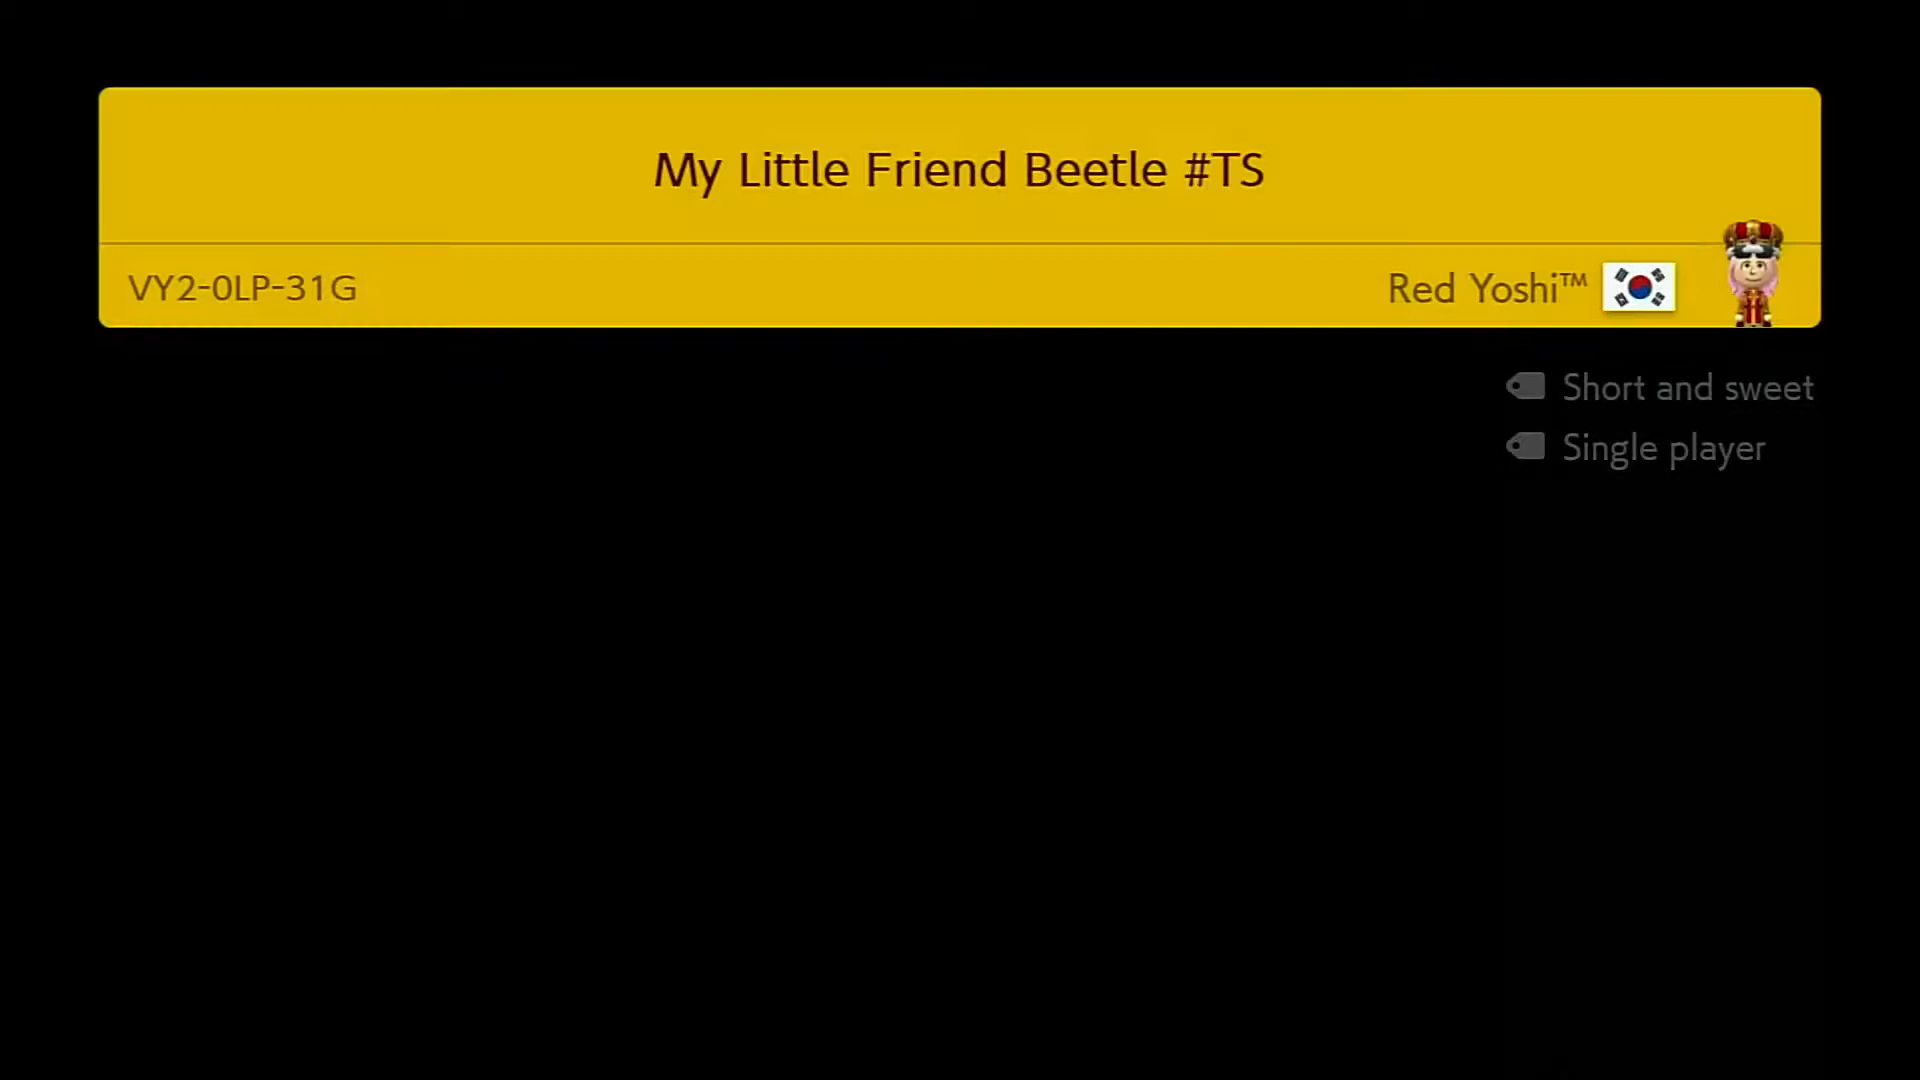 My Little Friend Beetle #TS
VY2-0LP-31G
Red Yoshi™
Short and sweet
Single player